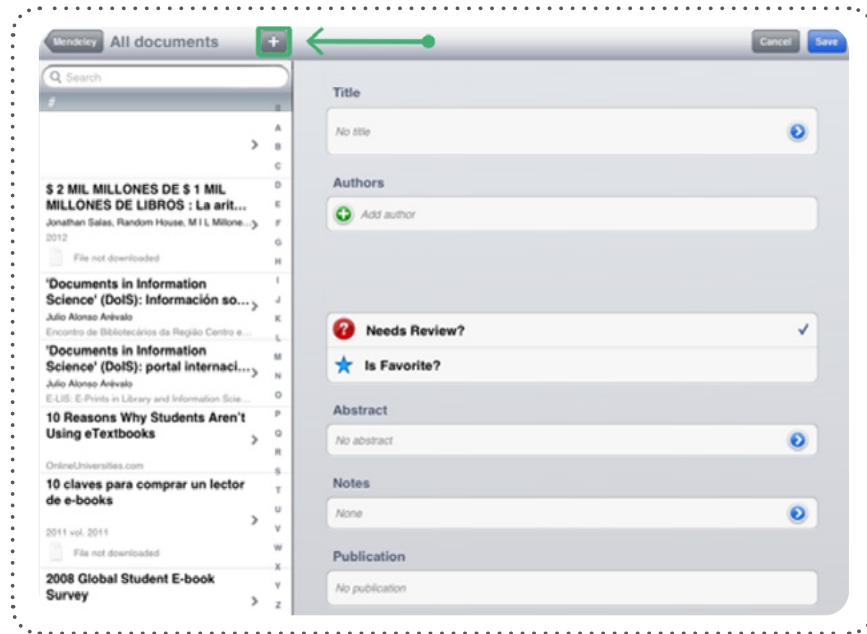 Mendeley All documents + Cancel Save
Search
#
$ 2 MIL MILLONES DE $ 1 MIL
MILLONES DE LIBROS : La arit...
Jonathan Salas, Random House, M I L Millone...
2012
File not downloaded
'Documents in Information
Science' (DoIS): Información so...
Julio Alonso Arévalo
Encontro de Bibliotecários da Região Centro e...
'Documents in Information
Science' (DoIS): portal internaci...
Julio Alonso Arévalo
E-LIS: E-Prints in Library and Information Scie...
10 Reasons Why Students Aren't
Using eTextbooks
OnlineUniversities.com
10 claves para comprar un lector
de e-books
2011 vol. 2011
File not downloaded
2008 Global Student E-book
Survey
#
A
B
C
D
E
F
G
H
I
J
K
L
M
N
O
P
Q
R
S
T
U
V
W
X
Y
Z
Title
No title
Authors
Add author
? Needs Review?
Is Favorite?
Abstract
No abstract
Notes
None
Publication
No publication